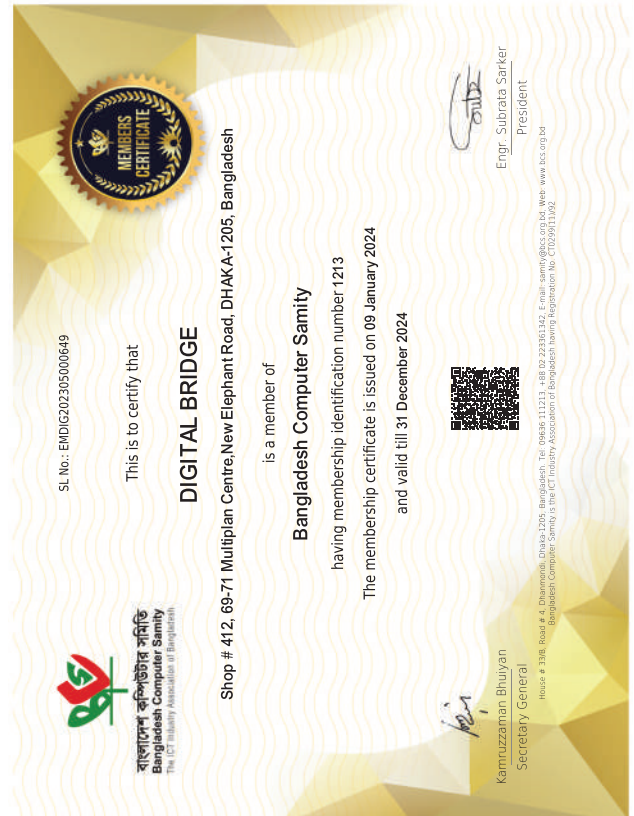 বাংলাদেশ কম্পিউটার সমিতি
Bangladesh Computer Samity
The ICT Industry Association of Bangladesh
SL No.: EMDIG202305000649
MEMBERS
CERTIFICATE
This is to certify that
DIGITAL BRIDGE
Shop # 412, 69-71 Multiplan Centre,New Elephant Road, DHAKA-1205, Bangladesh
is a member of
Bangladesh Computer Samity
having membership identification number 1213
The membership certificate is issued on 09 January 2024
and valid till 31 December 2024
Kamruzzaman Bhuiyan
Secretary General
Engr. Subrata Sarker
President
House # 33/B, Road # 4, Dhanmondi, Dhaka-1205, Bangladesh. Tel: 09636 111213, +88 02 223361342, E-mail: samity@bcs.org.bd, Web: www.bcs.org.bd
Bangladesh Computer Samity is the ICT Industry Association of Bangladesh having Registration No. CT0299(11)/92